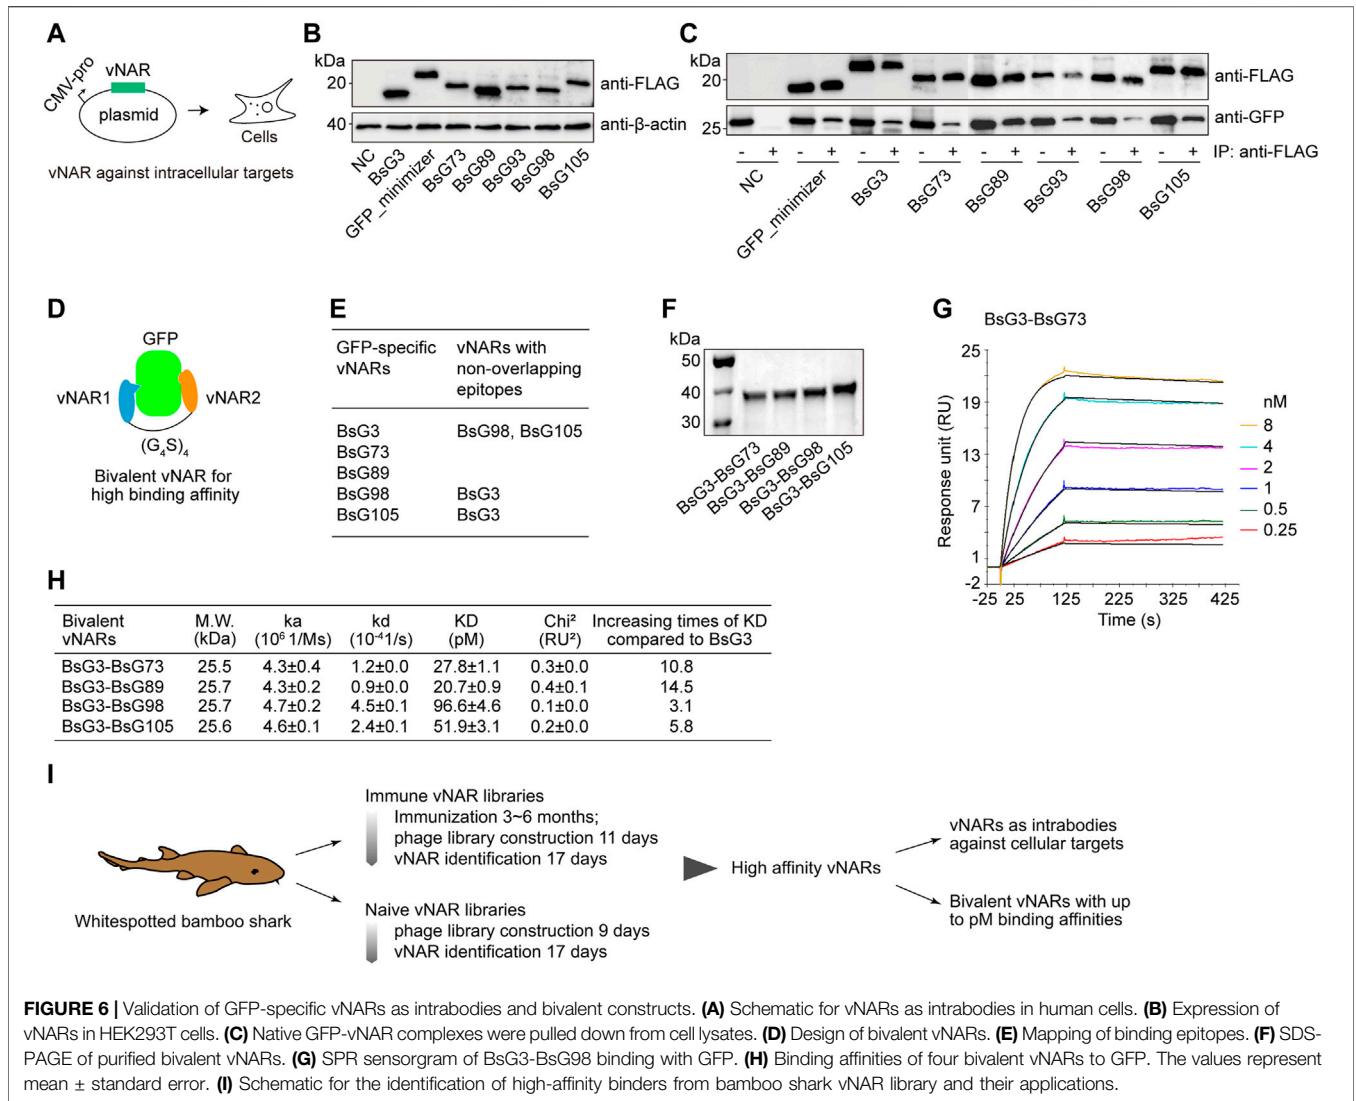 A
CMV-pro
vNAR
plasmid
Cells
vNAR against intracellular targets
B
kDa
20
anti-FLAG
40
anti-β-actin
NC
BsG3
GFP_minimizer
BsG73
BsG89
BsG93
BsG98
BsG105
C
kDa
20
anti-FLAG
25
anti-GFP
- + - + - + - + - + - + - + - + IP: anti-FLAG
NC
GFP_minimizer
BsG3
BsG73
BsG89
BsG93
BsG98
BsG105
D
GFP
vNAR1
vNAR2
(G₄S)₄
Bivalent vNAR for
high binding affinity
E
GFP-specific vNARs with
vNARs non-overlapping
epitopes
BsG3 BsG98, BsG105
BsG73
BsG89
BsG98 BsG3
BsG105 BsG3
F
kDa
50
40
30
BsG3-BsG73
BsG3-BsG89
BsG3-BsG98
BsG3-BsG105
G
BsG3-BsG73
Response unit (RU)
25
19
13
7
1
-2
-25 25 125 225 325 425
Time (s)
nM
8
4
2
1
0.5
0.25
H
Bivalent M.W. ka kd KD Chi² Increasing times of KD
vNARs (kDa) (10⁶ 1/Ms) (10⁻⁴1/s) (pM) (RU²) compared to BsG3
BsG3-BsG73 25.5 4.3±0.4 1.2±0.0 27.8±1.1 0.3±0.0 10.8
BsG3-BsG89 25.7 4.3±0.2 0.9±0.0 20.7±0.9 0.4±0.1 14.5
BsG3-BsG98 25.7 4.7±0.2 4.5±0.1 96.6±4.6 0.1±0.0 3.1
BsG3-BsG105 25.6 4.6±0.1 2.4±0.1 51.9±3.1 0.2±0.0 5.8
I
Whitespotted bamboo shark
Immune vNAR libraries
Immunization 3~6 months;
phage library construction 11 days
vNAR identification 17 days
Naive vNAR libraries
phage library construction 9 days
vNAR identification 17 days
High affinity vNARs
vNARs as intrabodies
against cellular targets
Bivalent vNARs with up
to pM binding affinities
FIGURE 6 | Validation of GFP-specific vNARs as intrabodies and bivalent constructs. (A) Schematic for vNARs as intrabodies in human cells. (B) Expression of
vNARs in HEK293T cells. (C) Native GFP-vNAR complexes were pulled down from cell lysates. (D) Design of bivalent vNARs. (E) Mapping of binding epitopes. (F) SDS-
PAGE of purified bivalent vNARs. (G) SPR sensorgram of BsG3-BsG98 binding with GFP. (H) Binding affinities of four bivalent vNARs to GFP. The values represent
mean ± standard error. (I) Schematic for the identification of high-affinity binders from bamboo shark vNAR library and their applications.